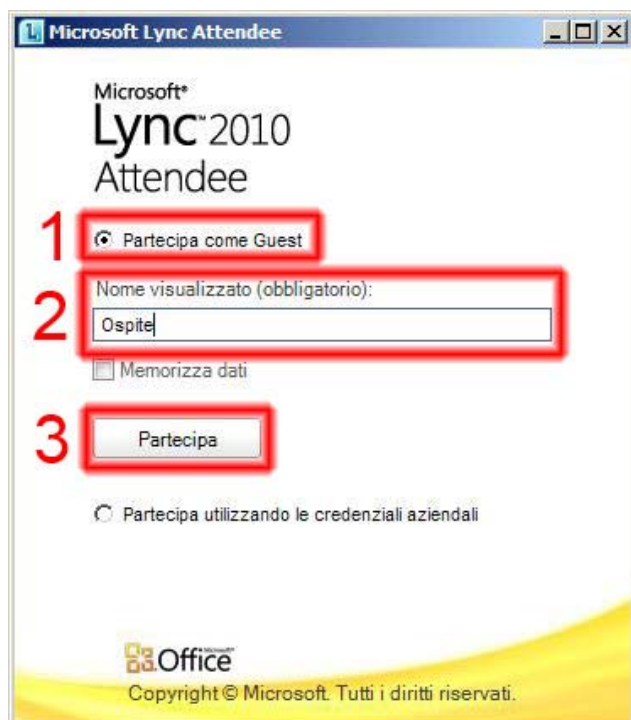 Microsoft Lync Attendee
Microsoft®
Lync™ 2010
Attendee
1
Partecipa come Guest
Nome visualizzato (obbligatorio):
2
Ospite
Memorizza dati
3
Partecipa
Partecipa utilizzando le credenziali aziendali
Microsoft®
Office
Copyright © Microsoft. Tutti i diritti riservati.